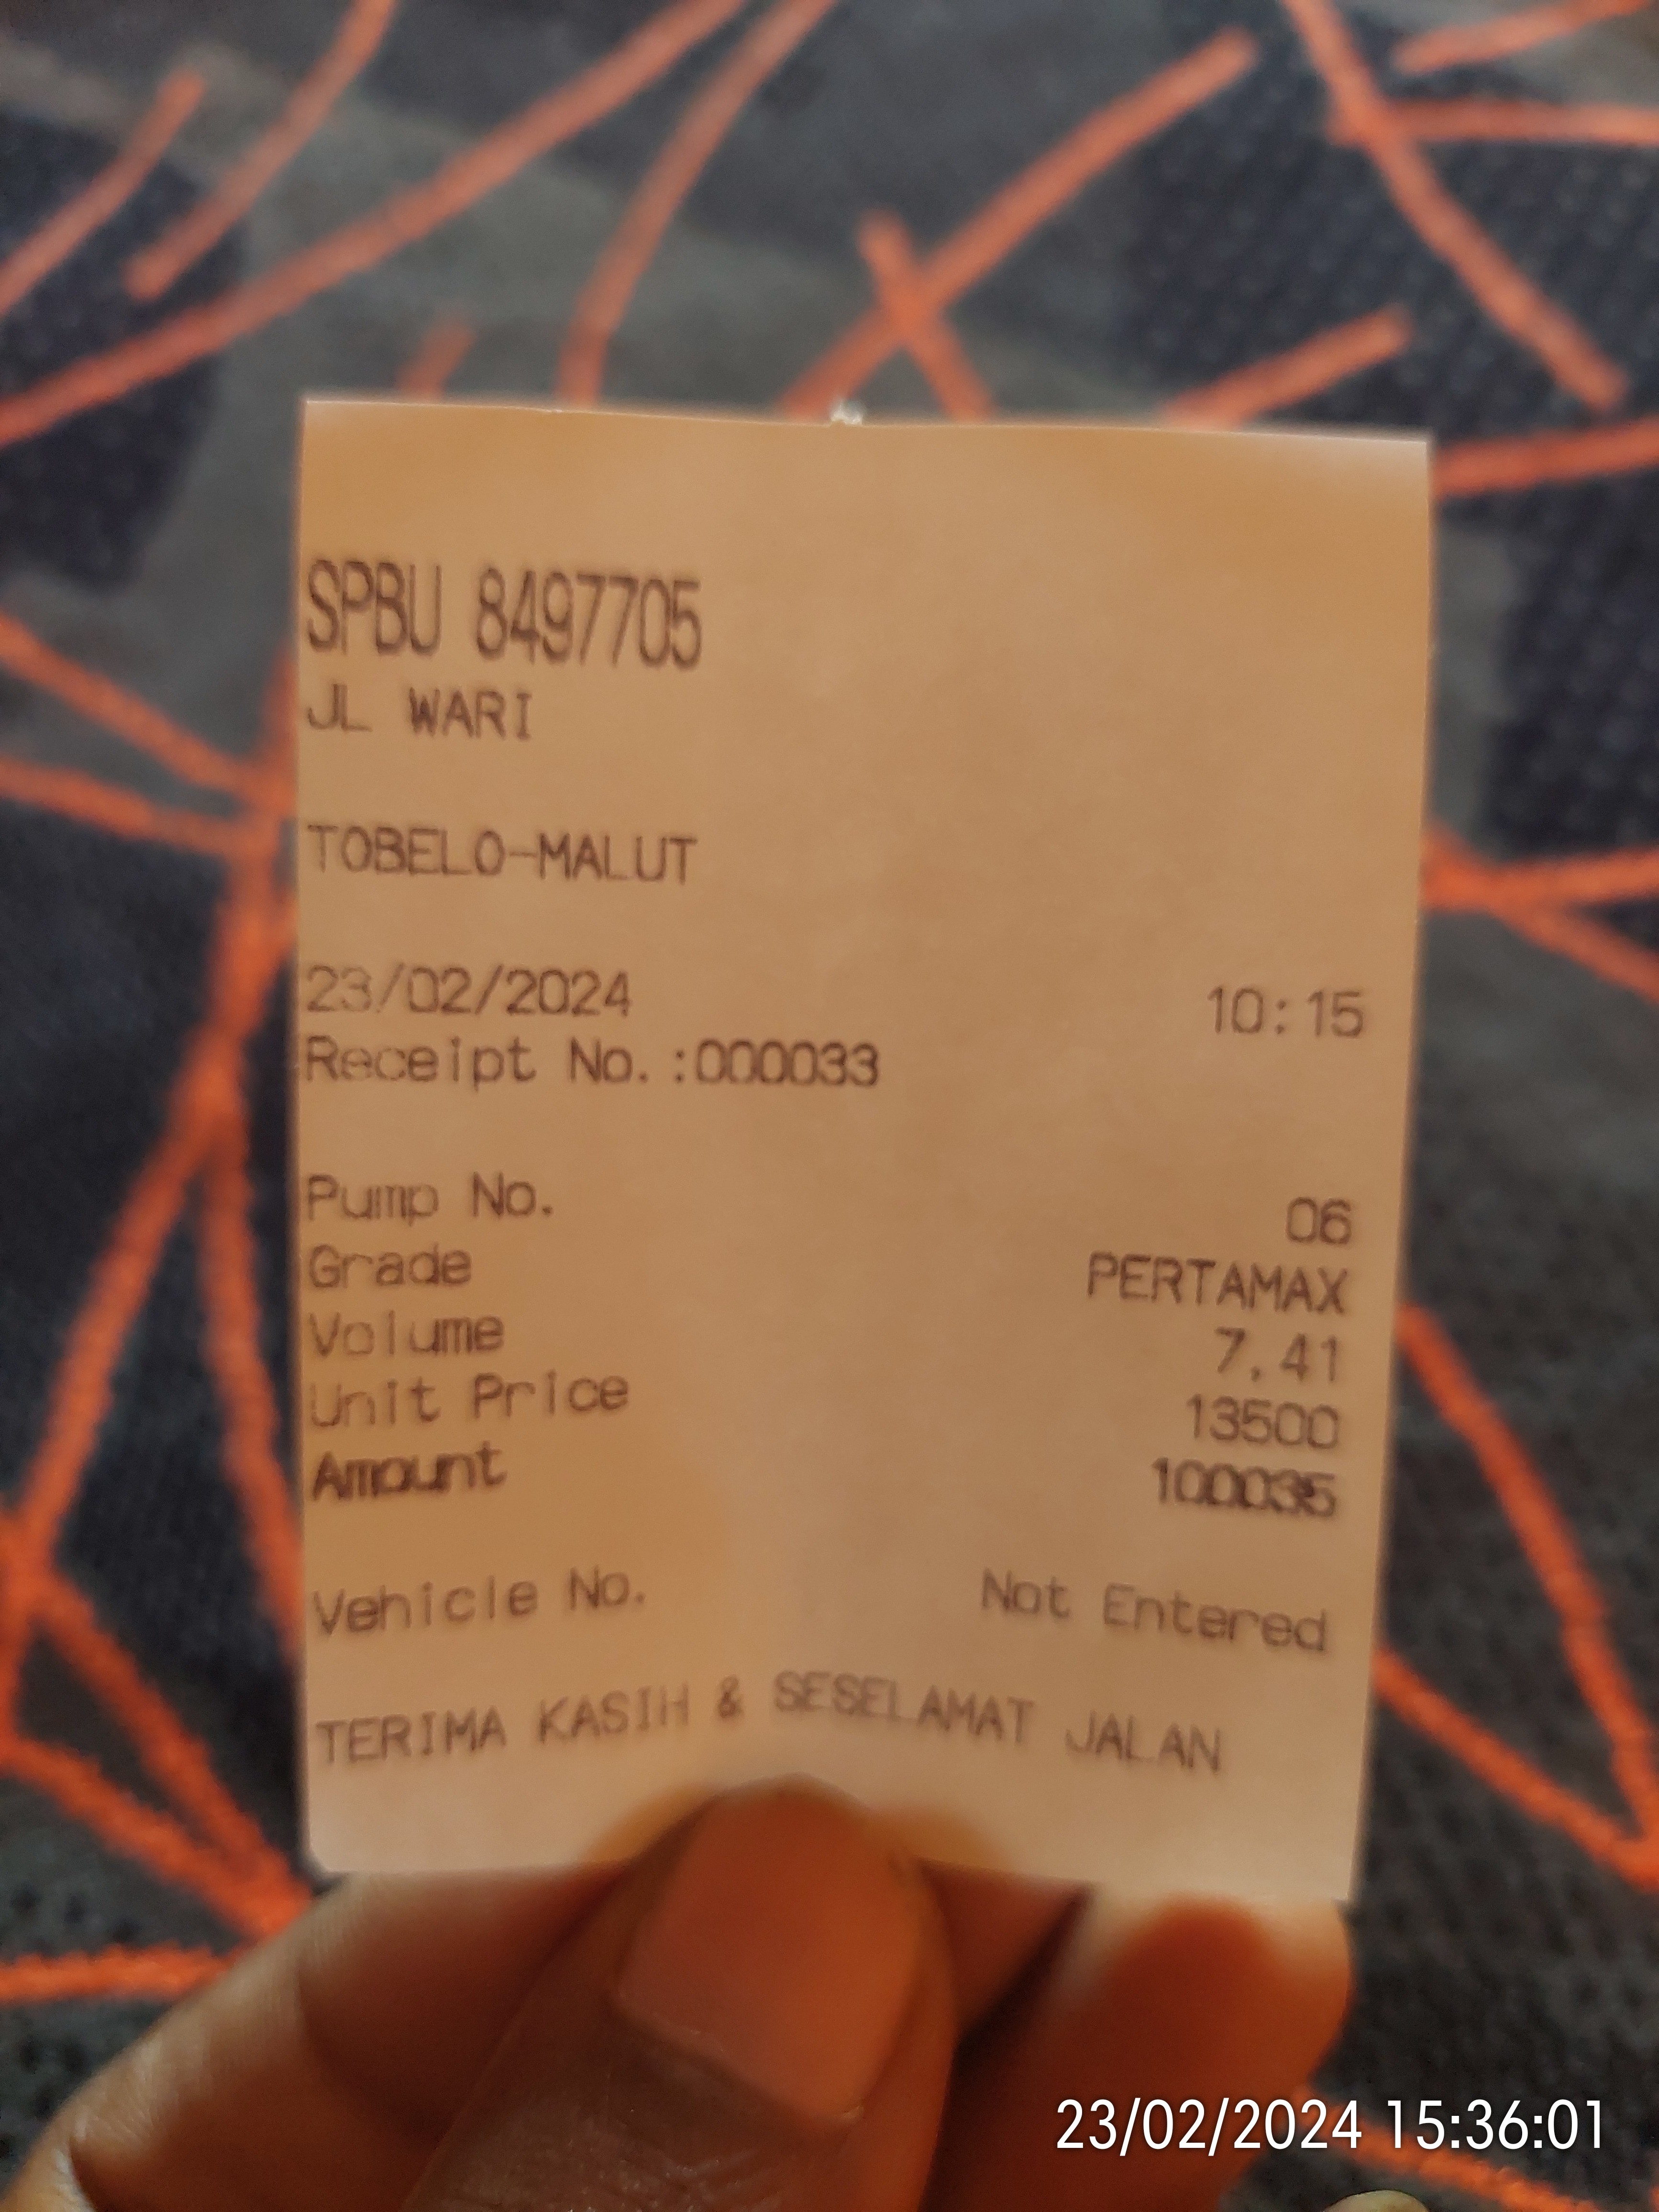 SPBU 8497705
JL WARI
TOBELO-MALUT
23/02/2024 10:15
Receipt No.:000033
Pump No. 06
Grade PERTAMAX
Volume 7.41
Unit Price 13500
Amount 100035
Vehicle No. Not Entered
TERIMA KASIH & SESELAMAT JALAN
23/02/2024 15:36:01